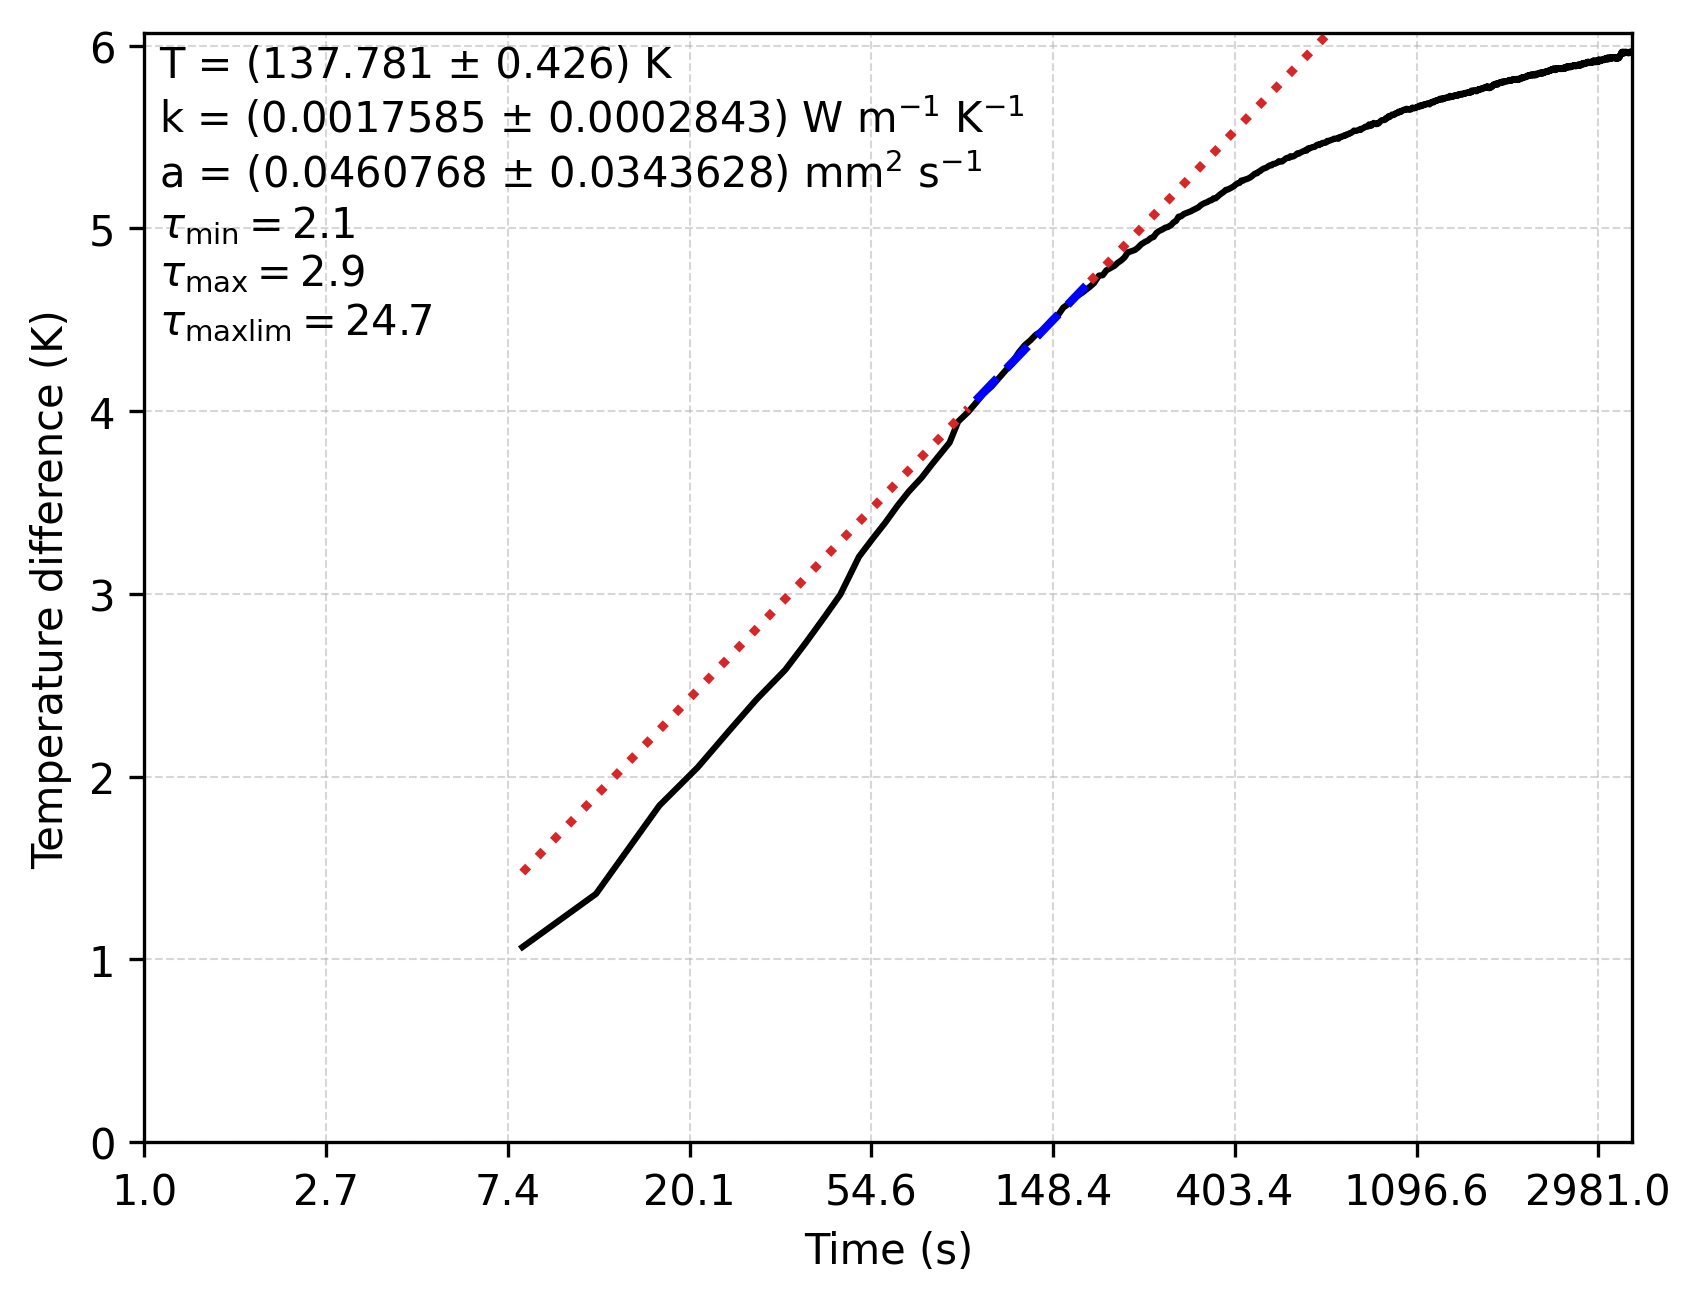 T = (137.781 ± 0.426) K
k = (0.0017585 ± 0.0002843) W m⁻¹ K⁻¹
a = (0.0460768 ± 0.0343628) mm² s⁻¹
τmin = 2.1
τmax = 2.9
τmaxlim = 24.7
Temperature difference (K)
6
5
4
3
2
1
0
1.0 2.7 7.4 20.1 54.6 148.4 403.4 1096.6 2981.0
Time (s)